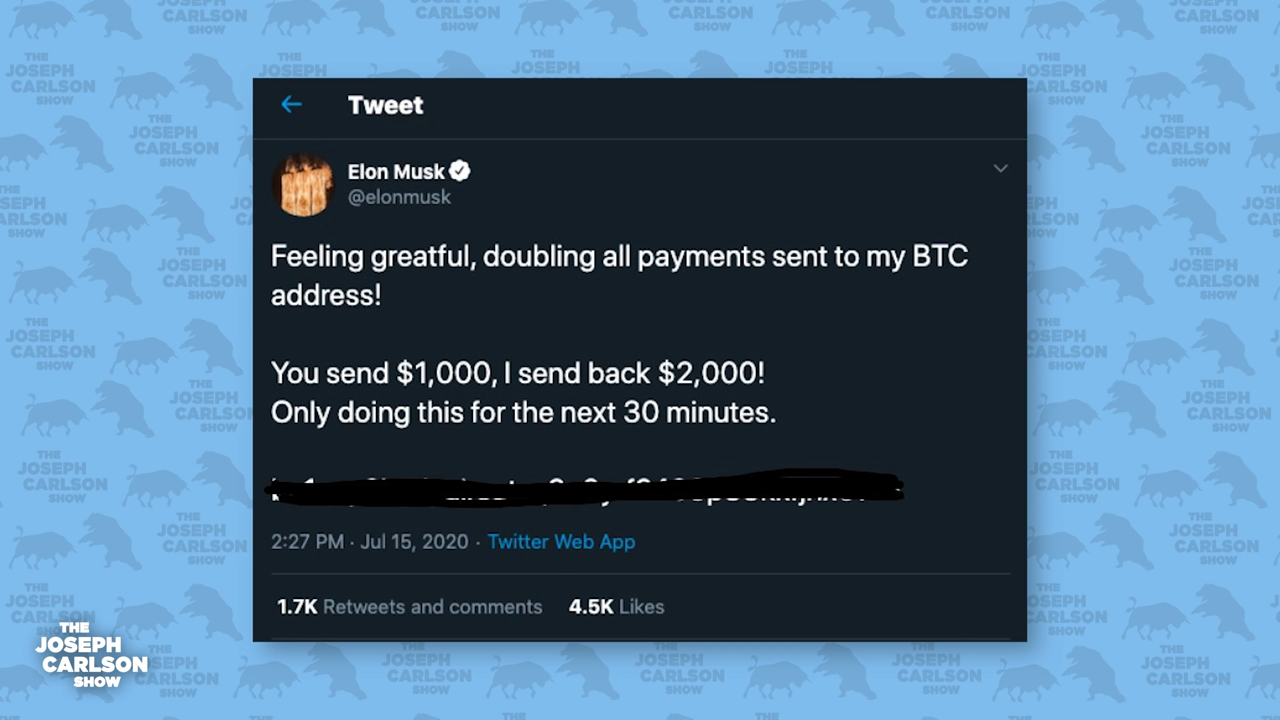 Tweet
Elon Musk
@elonmusk
Feeling greatful, doubling all payments sent to my BTC
address!
You send $1,000, I send back $2,000!
Only doing this for the next 30 minutes.
2:27 PM · Jul 15, 2020 · Twitter Web App
1.7K Retweets and comments 4.5K Likes
THE
JOSEPH
CARLSON
SHOW